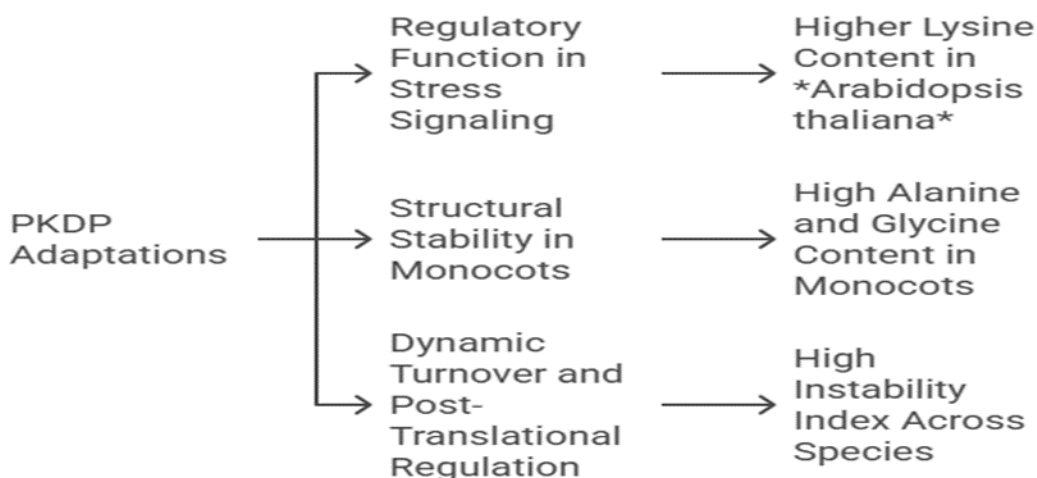 PKDP
Adaptations
Regulatory
Function in
Stress
Signaling
Higher Lysine
Content in
*Arabidopsis
thaliana*
Structural
Stability in
Monocots
High Alanine
and Glycine
Content in
Monocots
Dynamic
Turnover and
Post-
Translational
Regulation
High
Instability
Index Across
Species